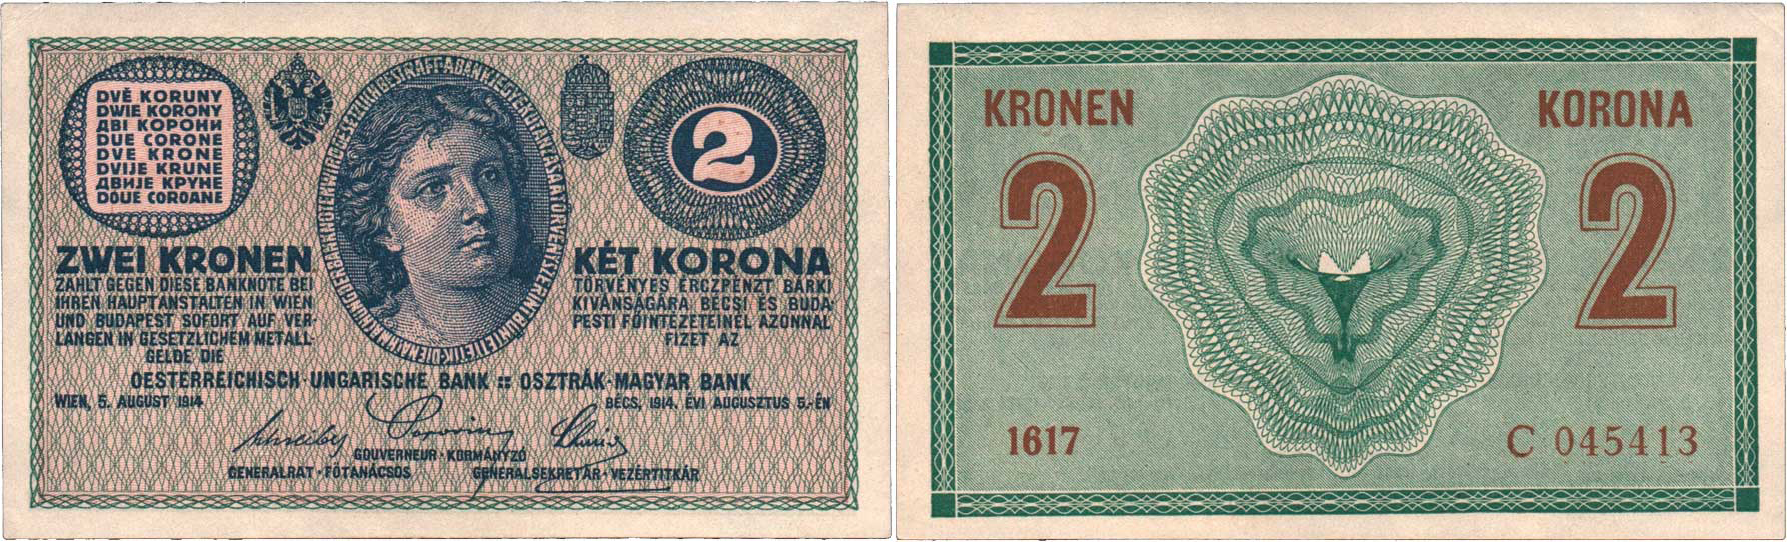 DVĚ KORUNY
DWIE KORONY
ДВІ КОРОНИ
DUE CORONE
DVE KRONE
DVIJE KRUNE
ДВИЈЕ КРУНЕ
DOUE COROANE
2
ZWEI KRONEN
ZAHLT GEGEN DIESE BANKNOTE BEI
IHREN HAUPTANSTALTEN IN WIEN
UND BUDAPEST SOFORT AUF VER-
LANGEN IN GESETZLICHEM METALL-
GELDE DIE
KÉT KORONA
TÖRVÉNYES ÉRCZPÉNZT BÁRKI
KÍVÁNSÁGÁRA BÉCSI ÉS BUDA-
PESTI FŐINTÉZETEINÉL AZONNAL
FIZET AZ
OESTERREICHISCH-UNGARISCHE BANK :: OSZTRÁK-MAGYAR BANK
WIEN, 5. AUGUST 1914
BÉCS, 1914. ÉVI AUGUSZTUS 5.-ÉN
GOUVERNEUR·KORMÁNYZÓ
GENERALRAT·FŐTANÁCSOS
GENERALSEKRETÄR·VEZÉRTITKÁR
KRONEN
KORONA
2
2
1617
C 045413